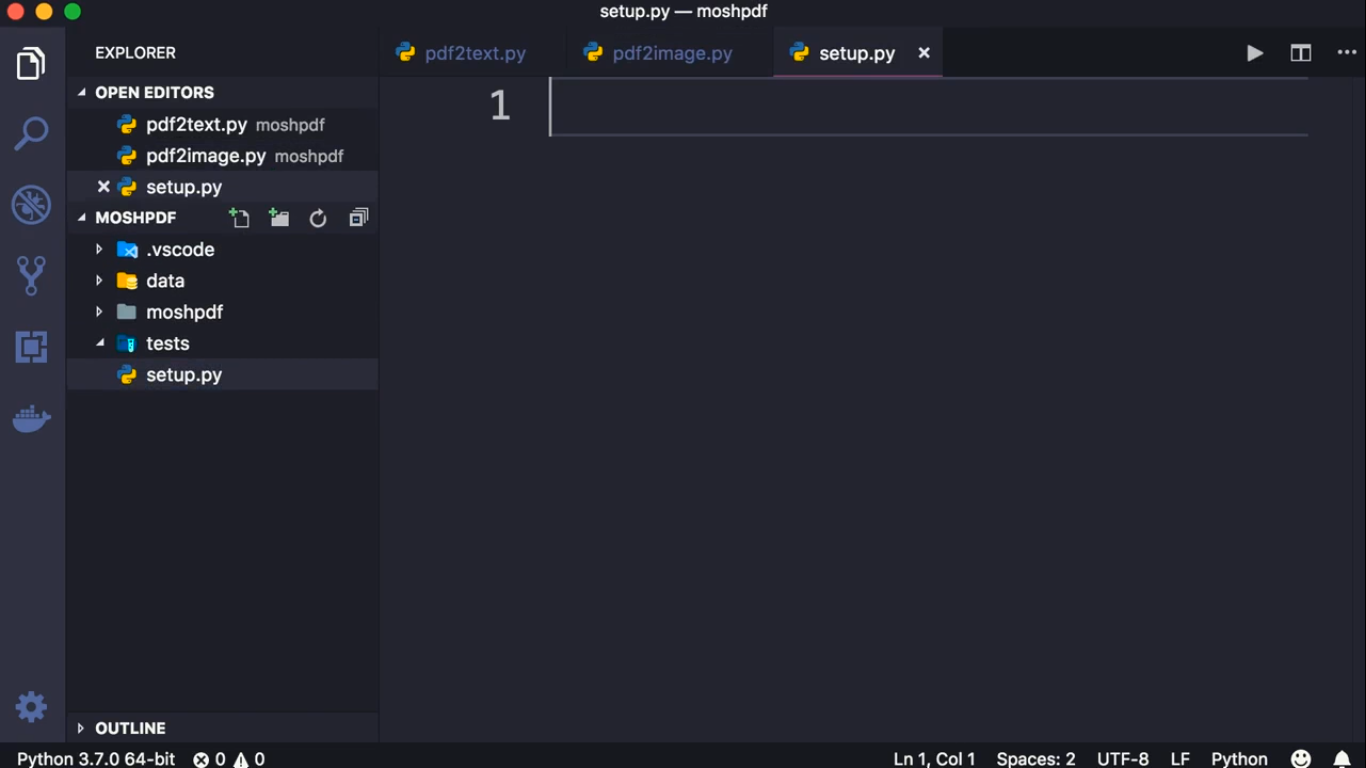 setup.py — moshpdf
EXPLORER
pdf2text.py
pdf2image.py
setup.py
OPEN EDITORS
pdf2text.py moshpdf
pdf2image.py moshpdf
setup.py
MOSHPDF
.vscode
data
moshpdf
tests
setup.py
1
OUTLINE
Python 3.7.0 64-bit 0 0 Ln 1, Col 1 Spaces: 2 UTF-8 LF Python